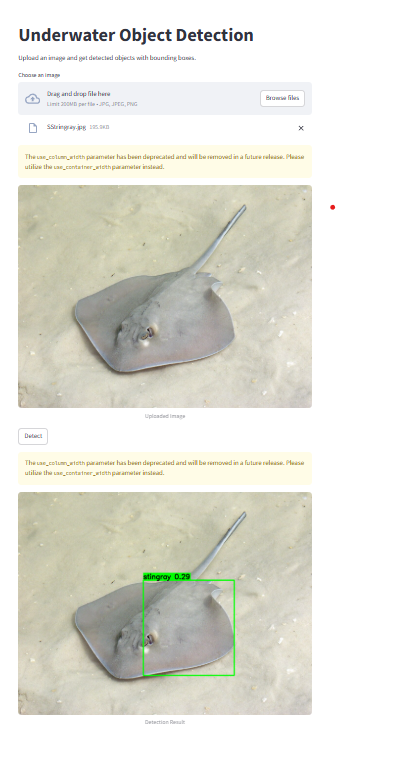 Underwater Object Detection
Upload an image and get detected objects with bounding boxes.
Choose an image
Drag and drop file here
Limit 200MB per file • JPG, JPEG, PNG
Browse files
SStringray.jpg 195.9KB
The use_column_width parameter has been deprecated and will be removed in a future release. Please
utilize the use_container_width parameter instead.
Uploaded Image
Detect
The use_column_width parameter has been deprecated and will be removed in a future release. Please
utilize the use_container_width parameter instead.
stingray 0.29
Detection Result